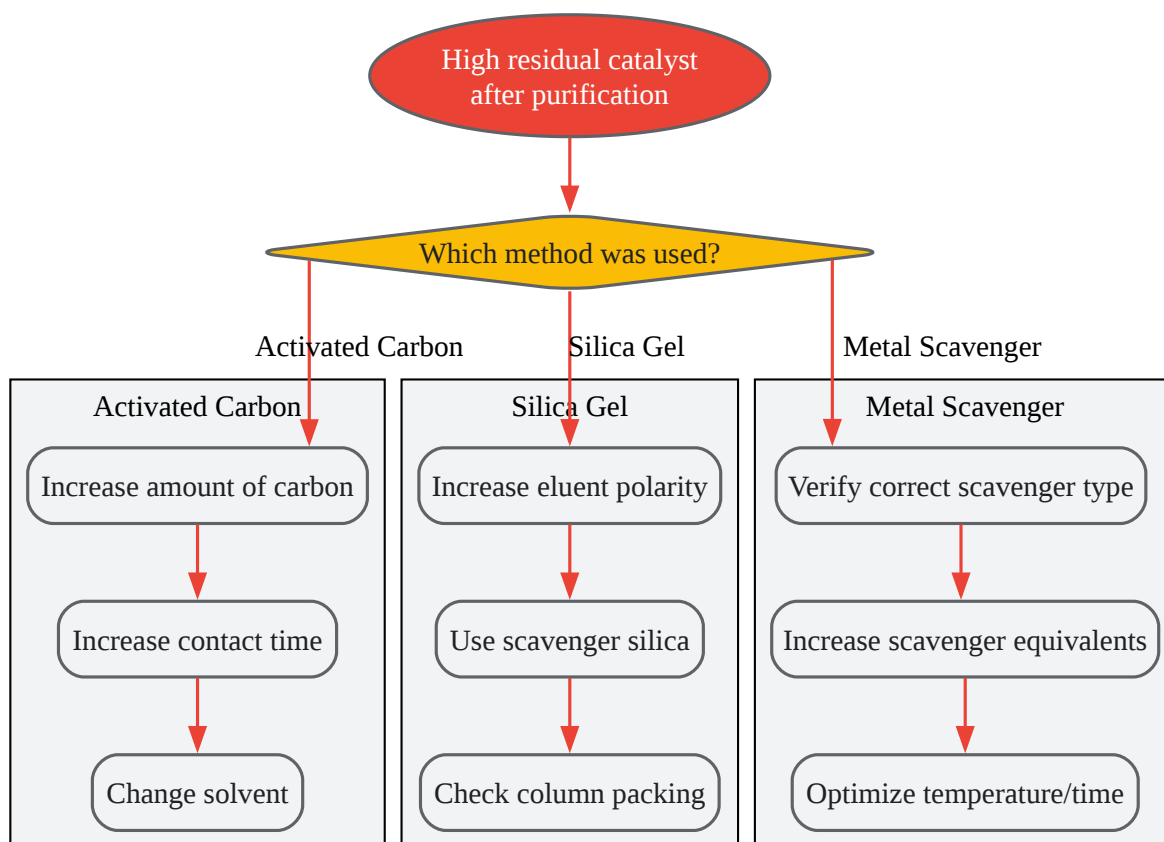 High residual catalyst
after purification
Which method was used?
Activated Carbon
Silica Gel
Metal Scavenger
Activated Carbon
Silica Gel
Metal Scavenger
Increase amount of carbon
Increase eluent polarity
Verify correct scavenger type
Increase contact time
Use scavenger silica
Increase scavenger equivalents
Change solvent
Check column packing
Optimize temperature/time